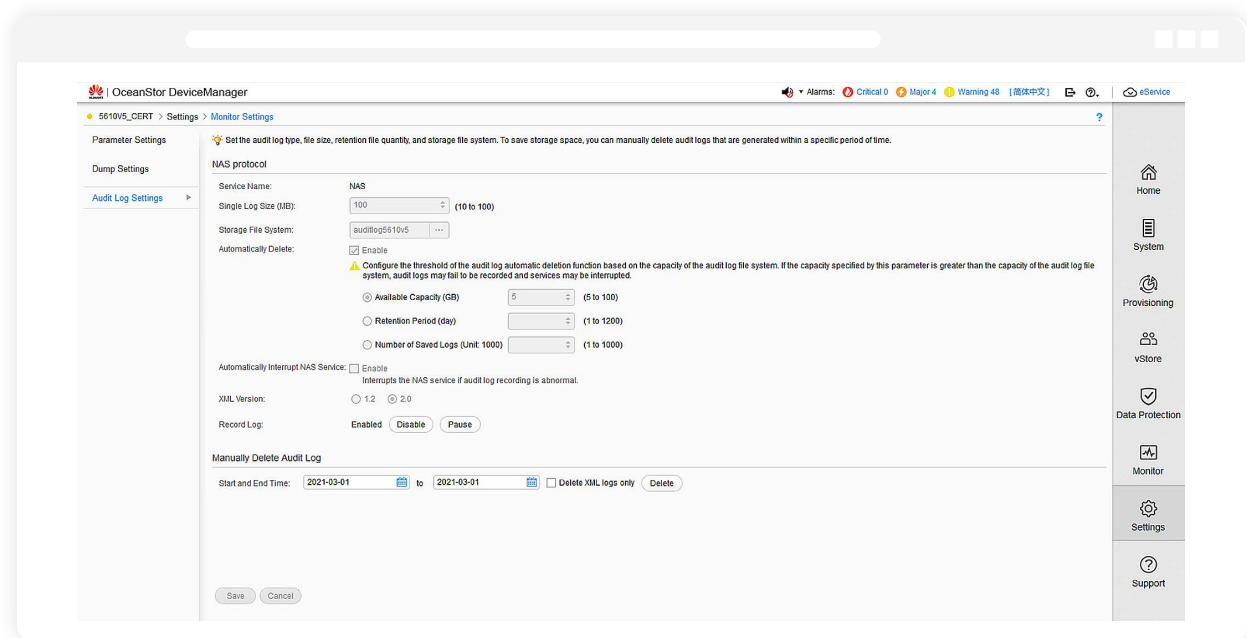 HUAWEI | OceanStor DeviceManager
Alarms: Critical 0 Major 4 Warning 48 [简体中文] eService
5610V5_CERT > Settings > Monitor Settings ?
Parameter Settings
Dump Settings
Audit Log Settings
Set the audit log type, file size, retention file quantity, and storage file system. To save storage space, you can manually delete audit logs that are generated within a specific period of time.
NAS protocol
Service Name: NAS
Single Log Size (MB): 100 (10 to 100)
Storage File System: auditlog5610v5 ...
Automatically Delete: Enable
Configure the threshold of the audit log automatic deletion function based on the capacity of the audit log file system. If the capacity specified by this parameter is greater than the capacity of the audit log file
system, audit logs may fail to be recorded and services may be interrupted.
Available Capacity (GB) 5 (5 to 100)
Retention Period (day) (1 to 1200)
Number of Saved Logs (Unit: 1000) (1 to 1000)
Automatically Interrupt NAS Service: Enable
Interrupts the NAS service if audit log recording is abnormal.
XML Version: 1.2 2.0
Record Log: Enabled Disable Pause
Manually Delete Audit Log
Start and End Time: 2021-03-01 to 2021-03-01 Delete XML logs only Delete
Save Cancel
Home
System
Provisioning
vStore
Data Protection
Monitor
Settings
Support